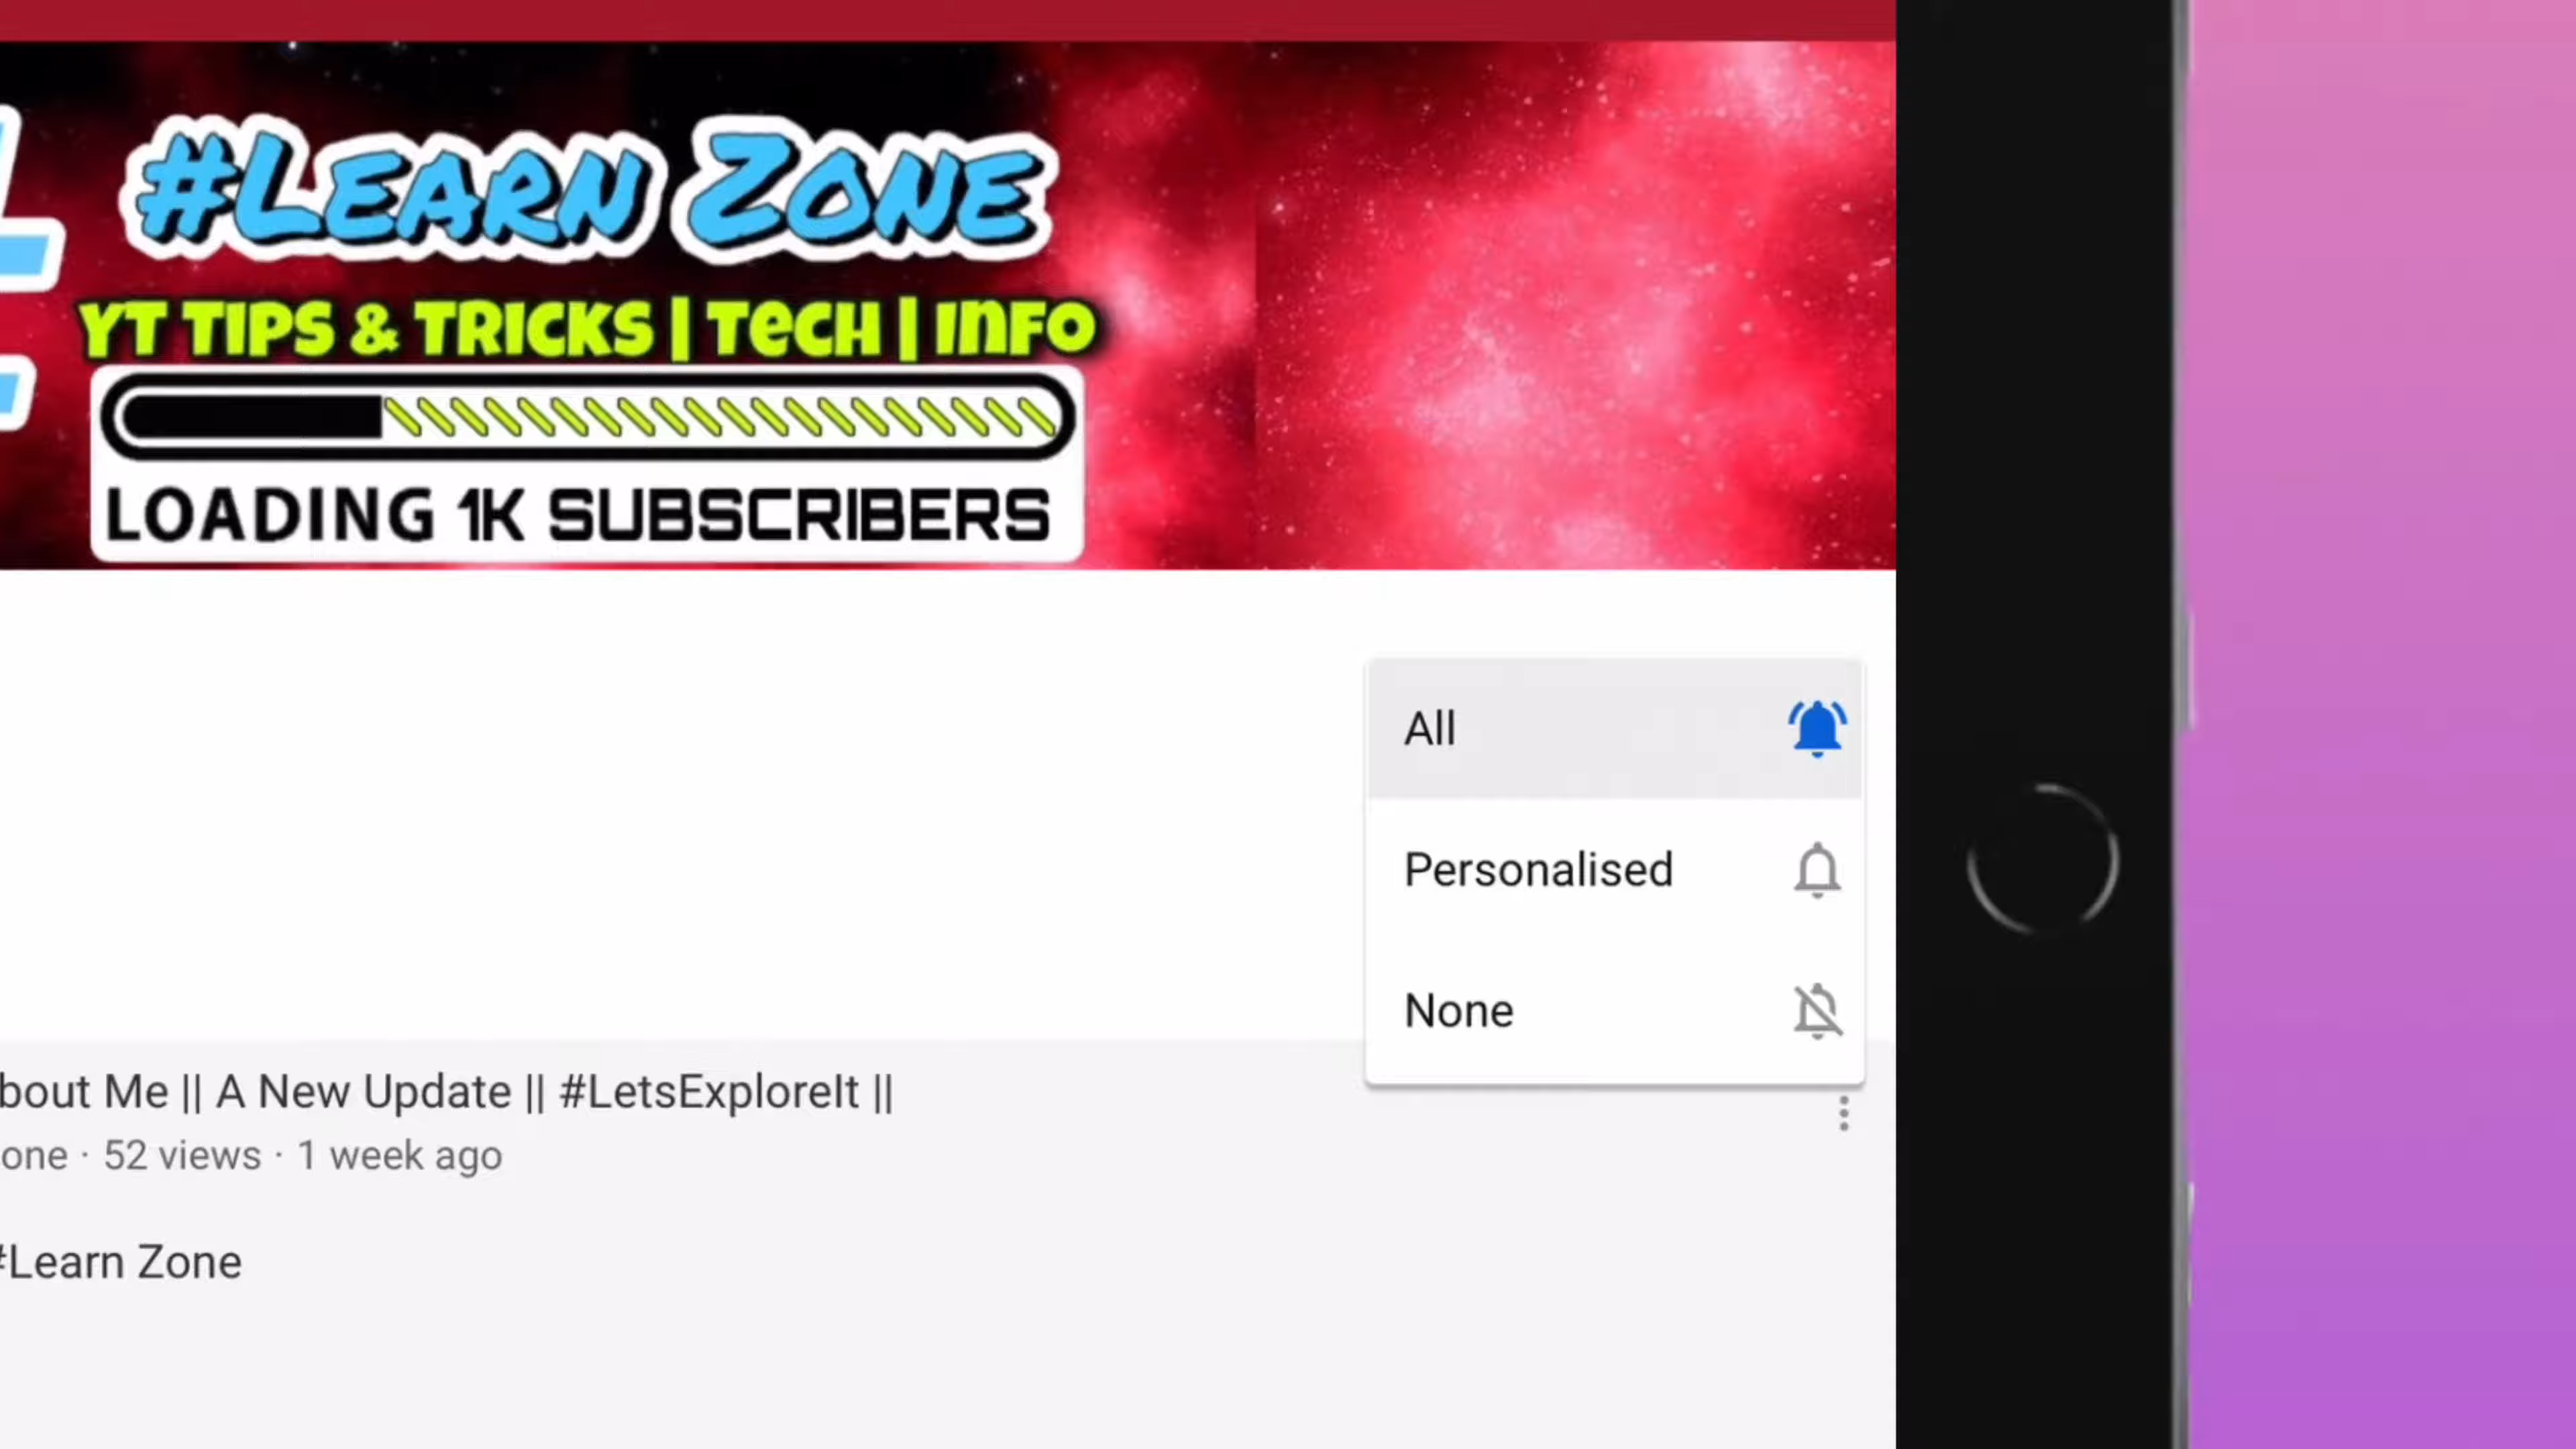 #LEARN ZONE
YT TIPS & TRICKS | TECH | INFO
LOADING 1K SUBSCRIBERS
All
Personalised
None
bout Me || A New Update || #LetsExploreIt ||
one · 52 views · 1 week ago
#Learn Zone